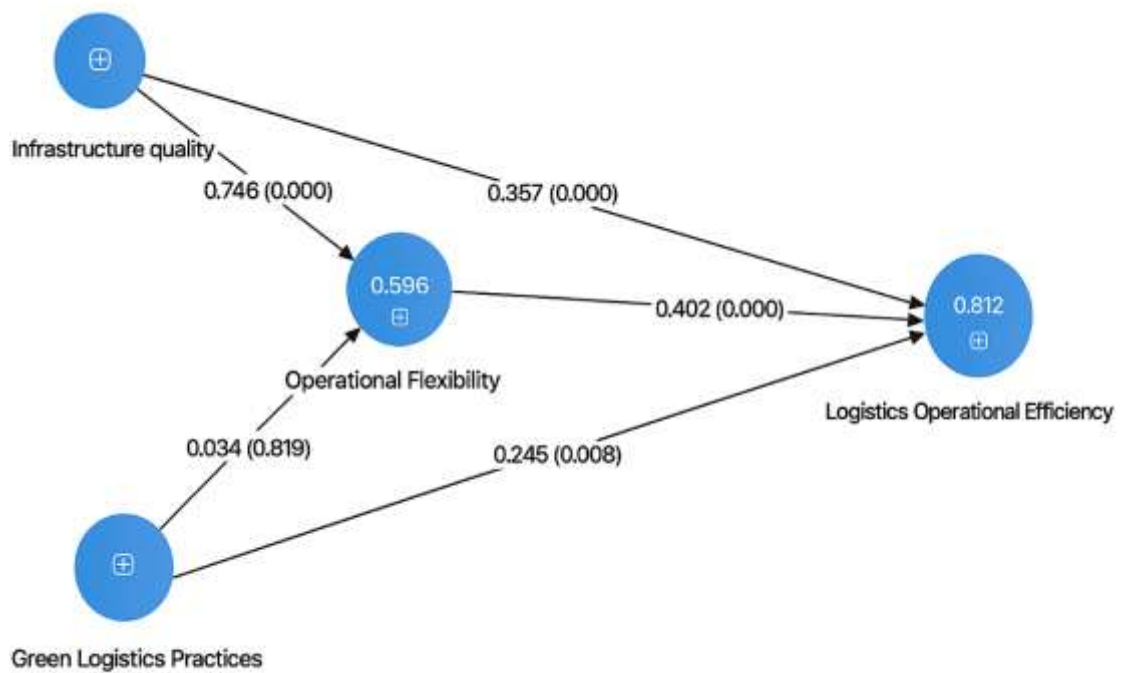 Infrastructure quality
0.746 (0.000)
0.357 (0.000)
0.596
0.402 (0.000)
0.812
Operational Flexibility
Logistics Operational Efficiency
0.034 (0.819)
0.245 (0.008)
Green Logistics Practices